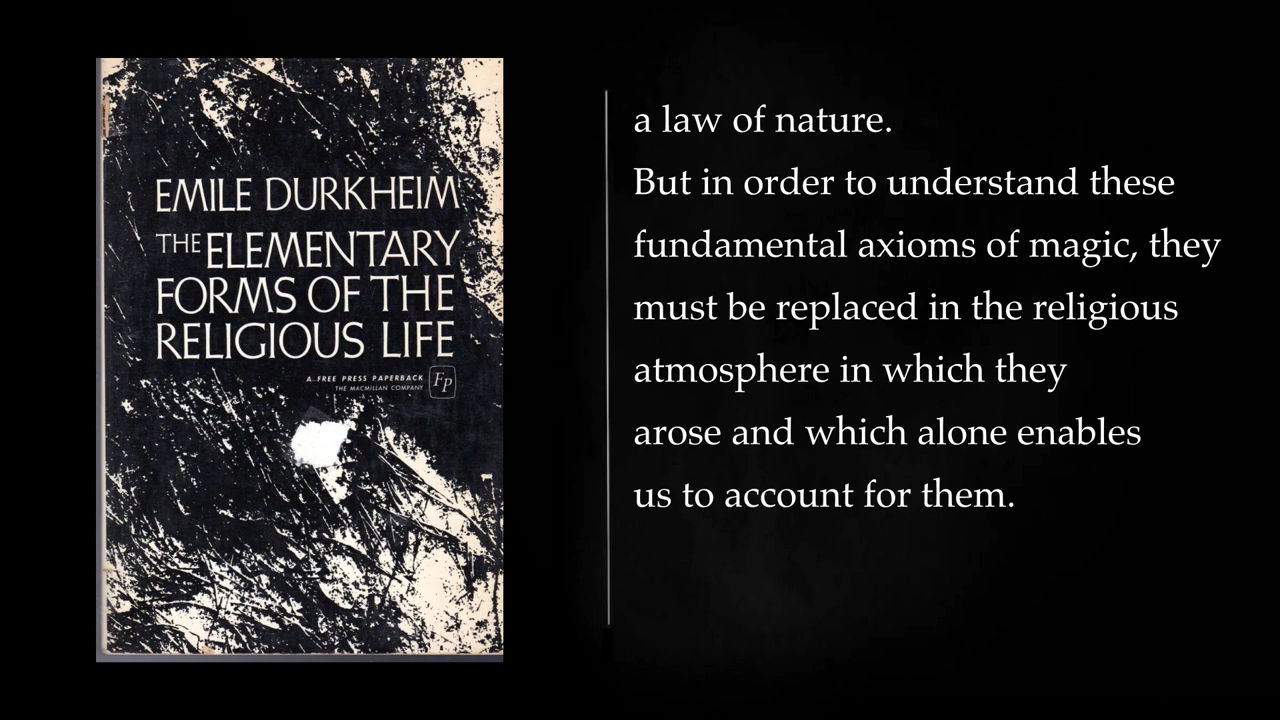 EMILE DURKHEIM
THE ELEMENTARY
FORMS OF THE
RELIGIOUS LIFE
A FREE PRESS PAPERBACK
THE MACMILLAN COMPANY
Fp
a law of nature.
But in order to understand these
fundamental axioms of magic, they
must be replaced in the religious
atmosphere in which they
arose and which alone enables
us to account for them.